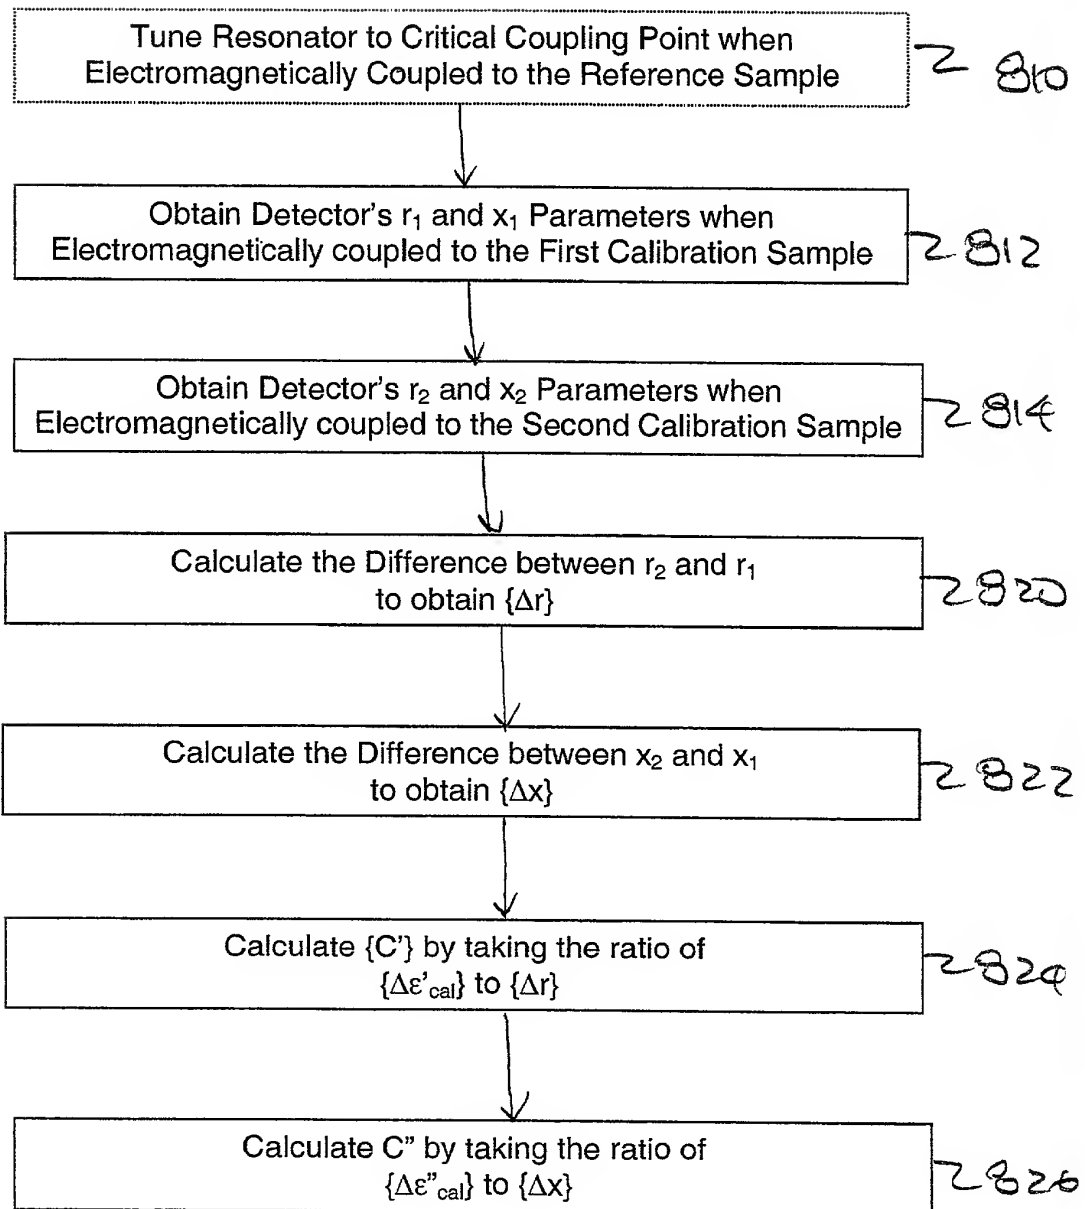 Tune Resonator to Critical Coupling Point when
Electromagnetically Coupled to the Reference Sample
810
Obtain Detector's r₁ and x₁ Parameters when
Electromagnetically coupled to the First Calibration Sample
812
Obtain Detector's r₂ and x₂ Parameters when
Electromagnetically coupled to the Second Calibration Sample
814
Calculate the Difference between r₂ and r₁
to obtain {Δr}
820
Calculate the Difference between x₂ and x₁
to obtain {Δx}
822
Calculate {C'} by taking the ratio of
{Δε'cal} to {Δr}
824
Calculate C" by taking the ratio of
{Δε"cal} to {Δx}
826